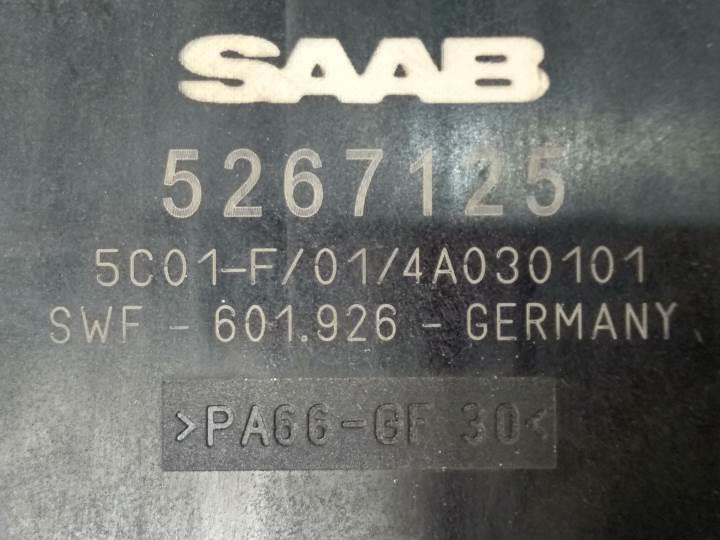 SAAB
5267125
5C01-F/01/4A030101
SWF - 601.926 - GERMANY
>PA66-GF 30<